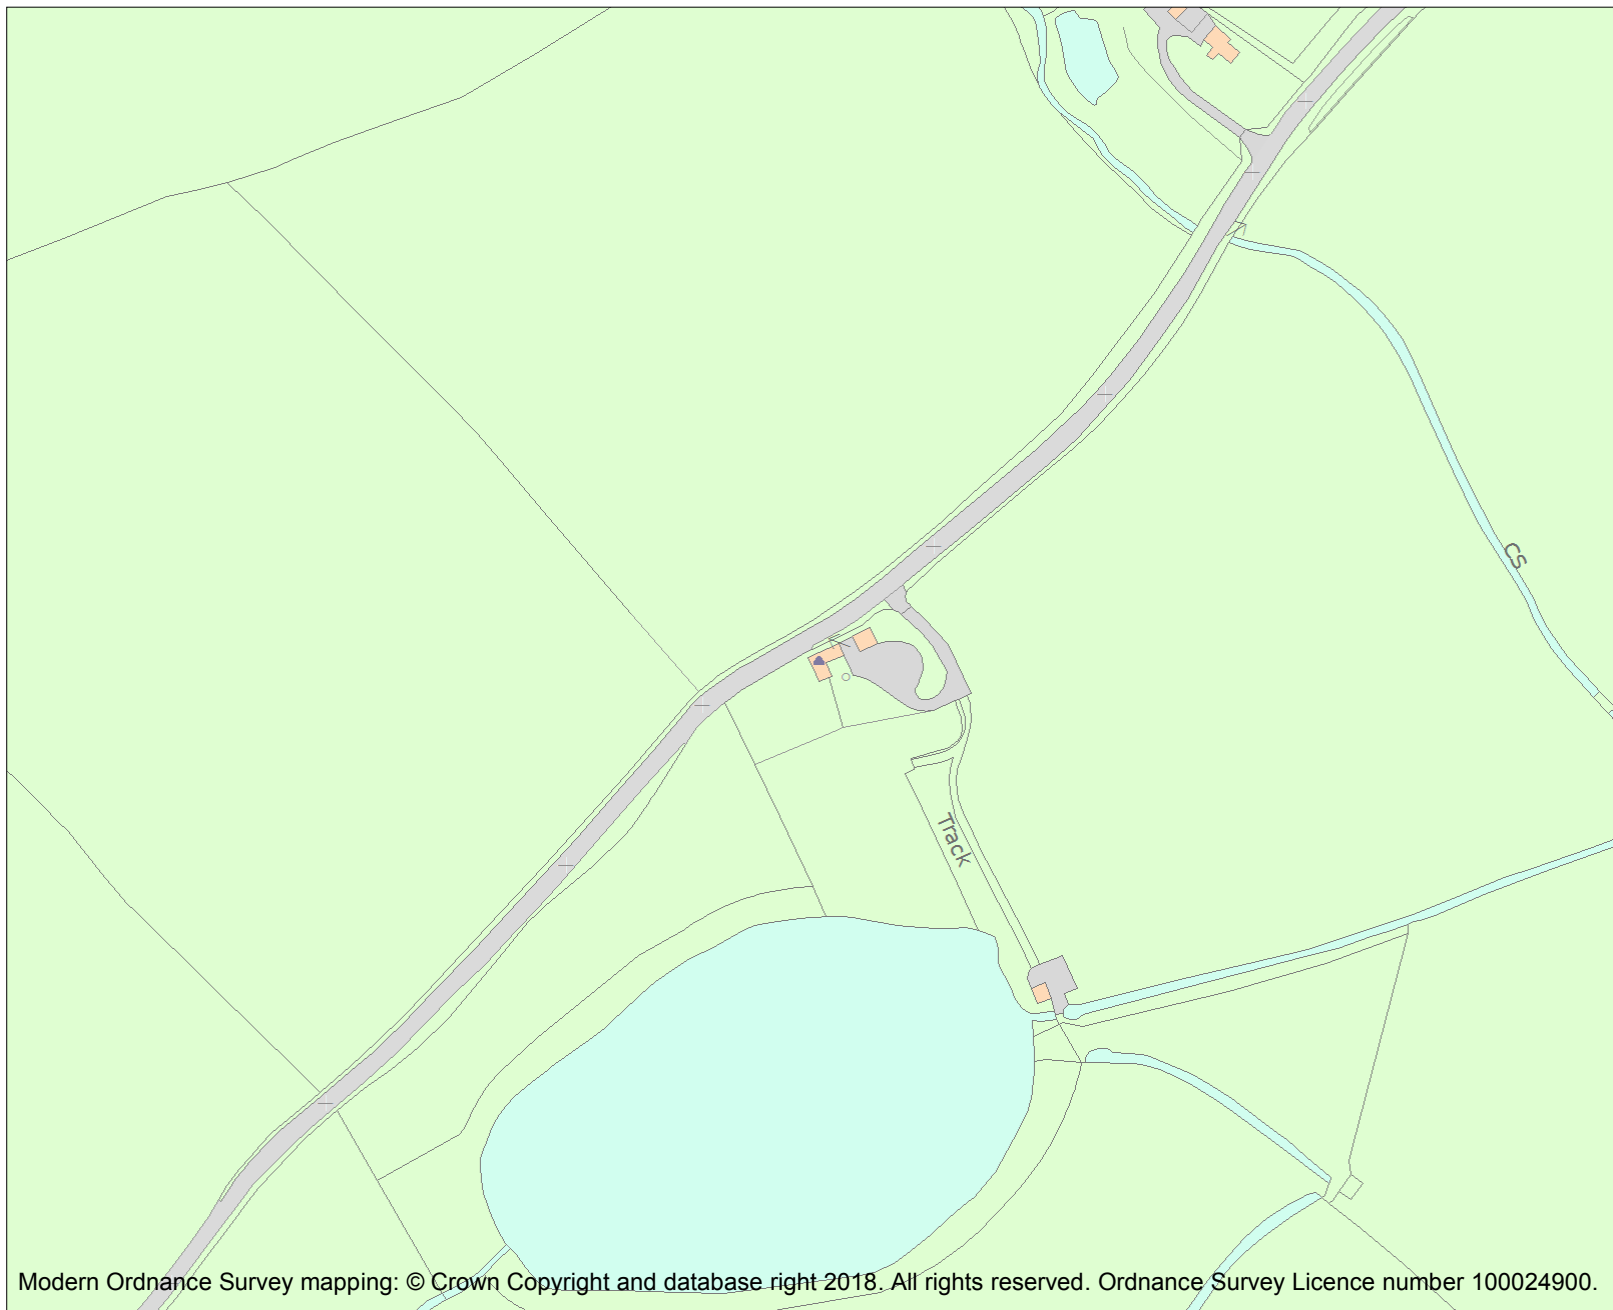 CS
Track
Modern Ordnance Survey mapping: © Crown Copyright and database right 2018. All rights reserved. Ordnance Survey Licence number 100024900.